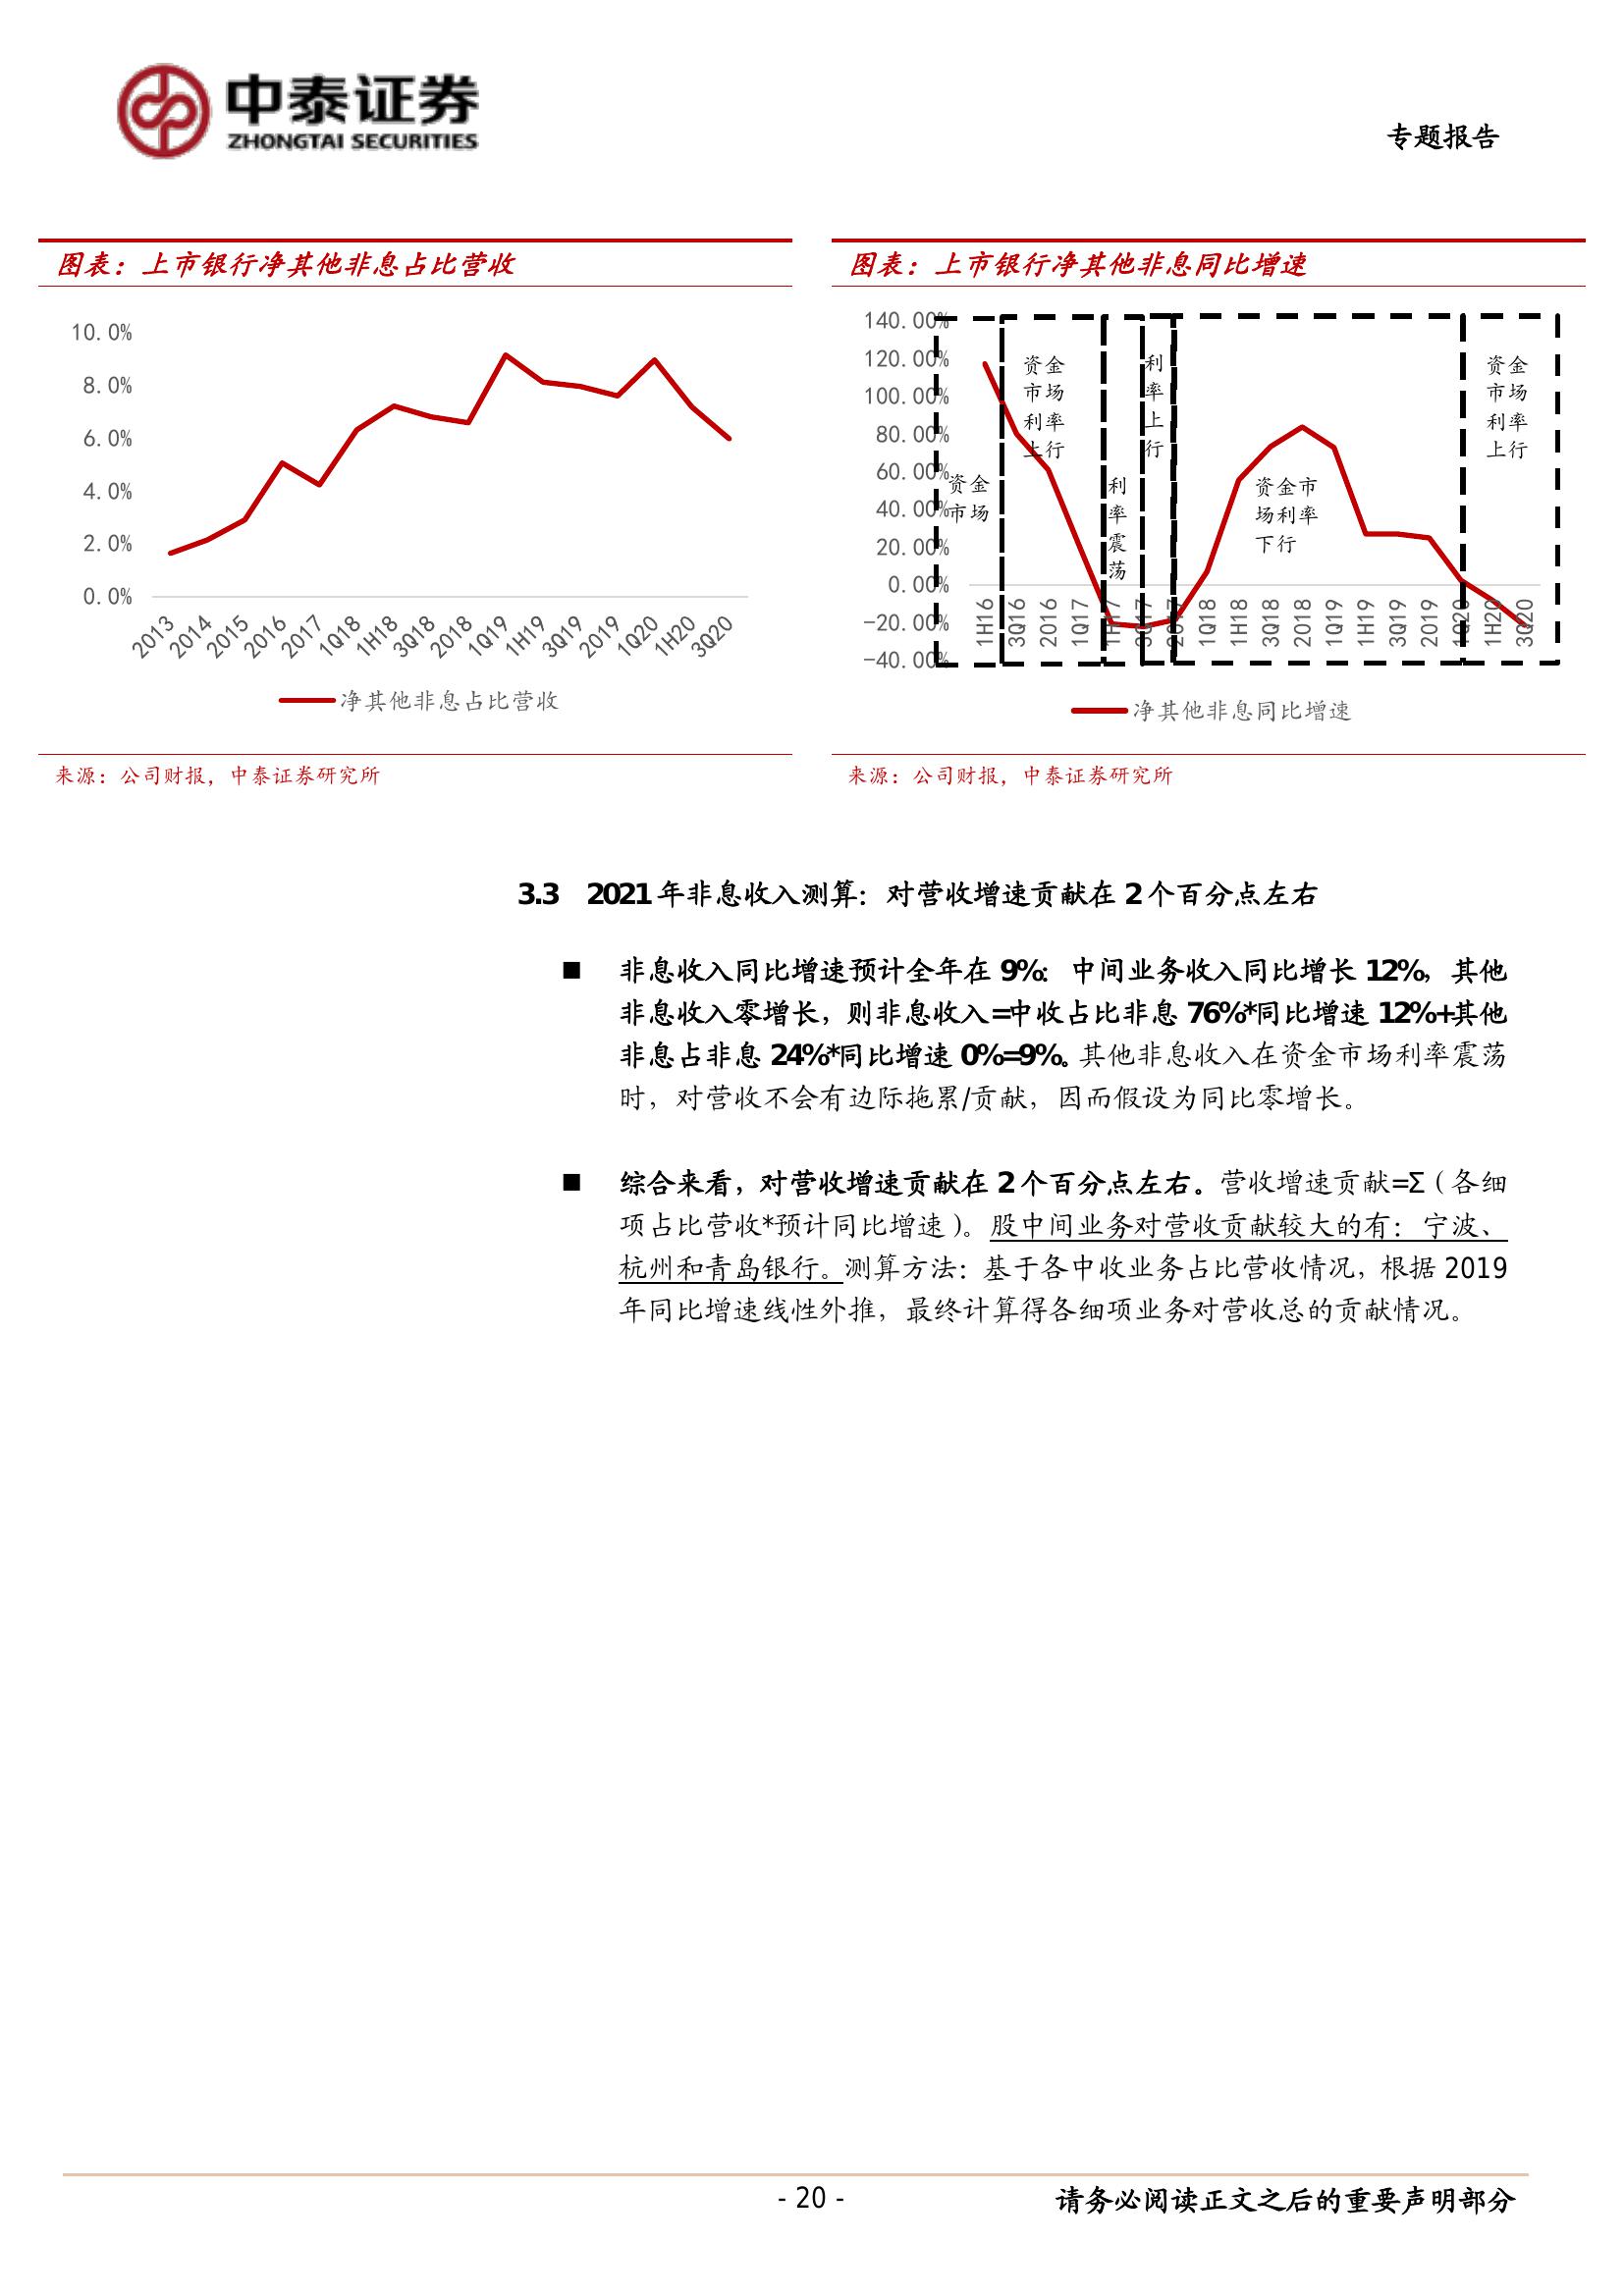 中泰证券
ZHONGTAI SECURITIES
专题报告
图表：上市银行净其他非息占比营收
10.0%
8.0%
6.0%
4.0%
2.0%
0.0%
2013
2014
2015
2016
2017
1Q18
1H18
3Q18
2018
1Q19
1H19
3Q19
2019
1Q20
1H20
3Q20
净其他非息占比营收
来源：公司财报，中泰证券研究所
图表：上市银行净其他非息同比增速
140.00%
120.00%
100.00%
80.00%
60.00%
40.00%
20.00%
0.00%
-20.00%
-40.00%
资金
市场
资金
市场
利率
上行
利
率
震
荡
利
率
上
行
资金市
场利率
下行
资金
市场
利率
上行
1H16
3Q16
2016
1Q17
1H17
3Q17
2017
1Q18
1H18
3Q18
2018
1Q19
1H19
3Q19
2019
1Q20
1H20
3Q20
净其他非息同比增速
来源：公司财报，中泰证券研究所
3.3 2021年非息收入测算：对营收增速贡献在2个百分点左右
■ 非息收入同比增速预计全年在9%：中间业务收入同比增长12%，其他
非息收入零增长，则非息收入=中收占比非息76%*同比增速12%+其他
非息占非息24%*同比增速0%=9%。其他非息收入在资金市场利率震荡
时，对营收不会有边际拖累/贡献，因而假设为同比零增长。
■ 综合来看，对营收增速贡献在2个百分点左右。营收增速贡献=Σ（各细
项占比营收*预计同比增速）。股中间业务对营收贡献较大的有：宁波、
杭州和青岛银行。测算方法：基于各中收业务占比营收情况，根据2019
年同比增速线性外推，最终计算得各细项业务对营收总的贡献情况。
- 20 -
请务必阅读正文之后的重要声明部分